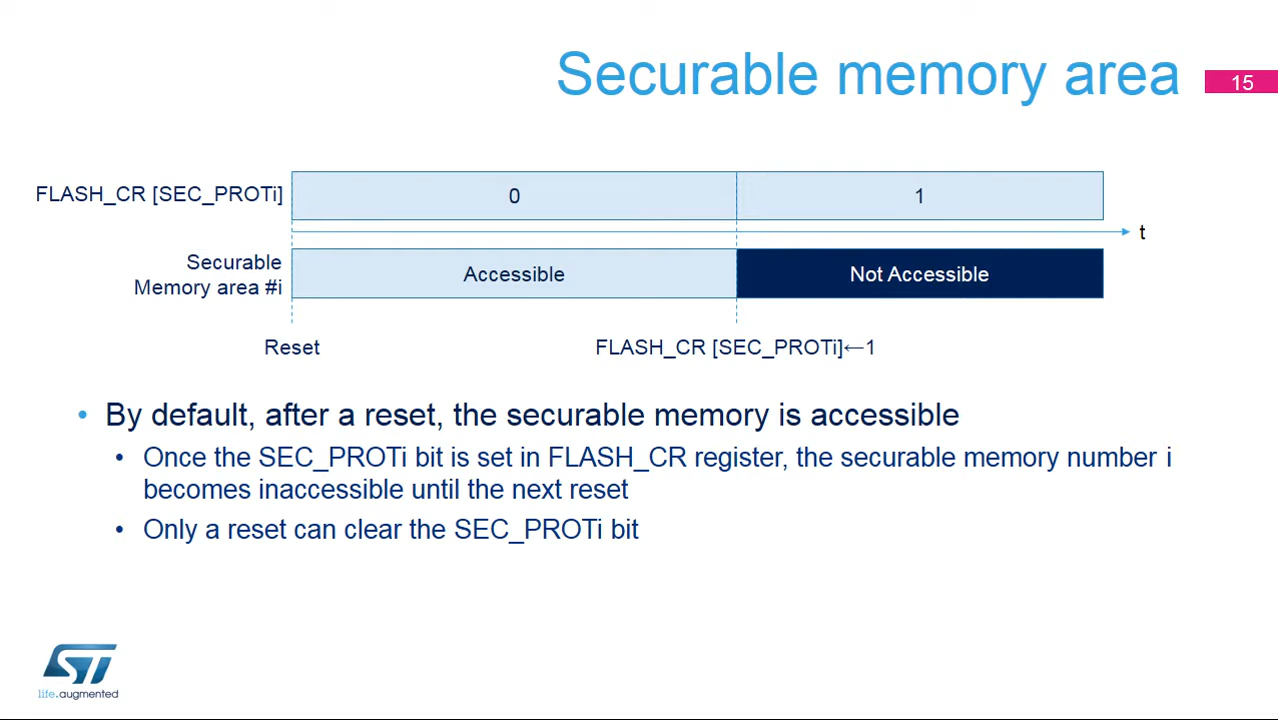 Securable memory area
15
FLASH_CR [SEC_PROTi]
0
1
t
Securable
Memory area #i
Accessible
Not Accessible
Reset
FLASH_CR [SEC_PROTi]←1
• By default, after a reset, the securable memory is accessible
• Once the SEC_PROTi bit is set in FLASH_CR register, the securable memory number i
becomes inaccessible until the next reset
• Only a reset can clear the SEC_PROTi bit
ST
life.augmented